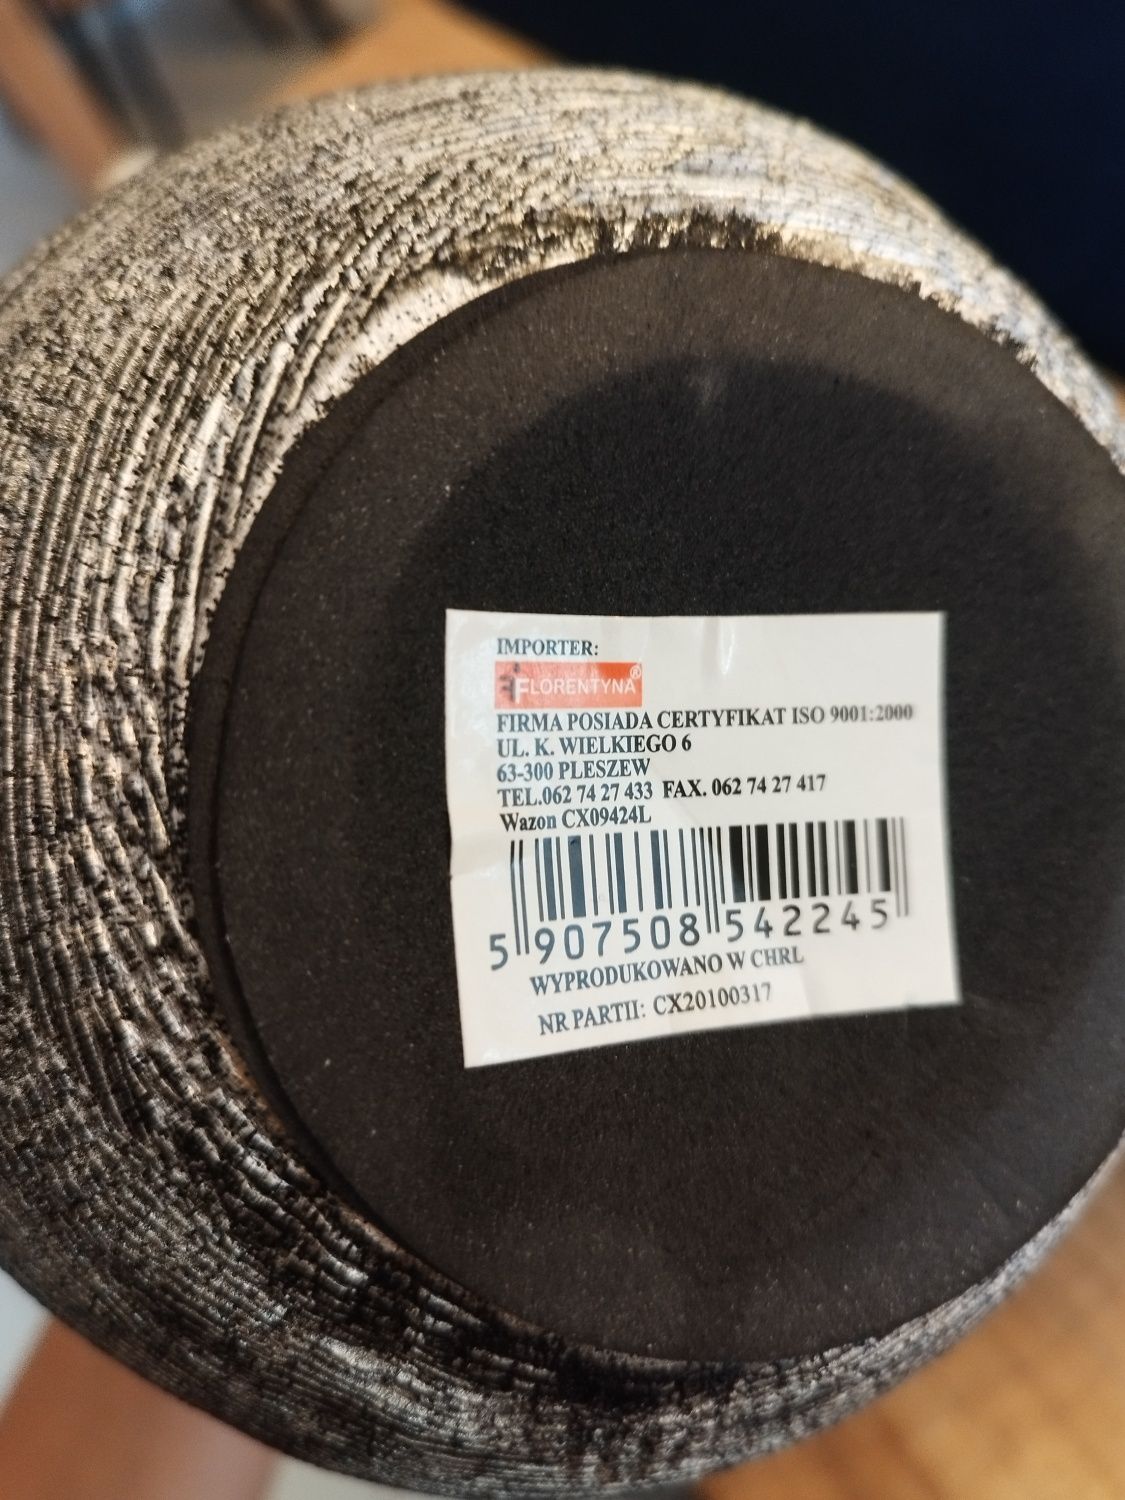 IMPORTER:
FLORENTYNA®
FIRMA POSIADA CERTYFIKAT ISO 9001:2000
UL. K. WIELKIEGO 6
63-300 PLESZEW
TEL.062 74 27 433 FAX. 062 74 27 417
Wazon CX09424L
5 907508 542245
WYPRODUKOWANO W CHRL
NR PARTII: CX20100317